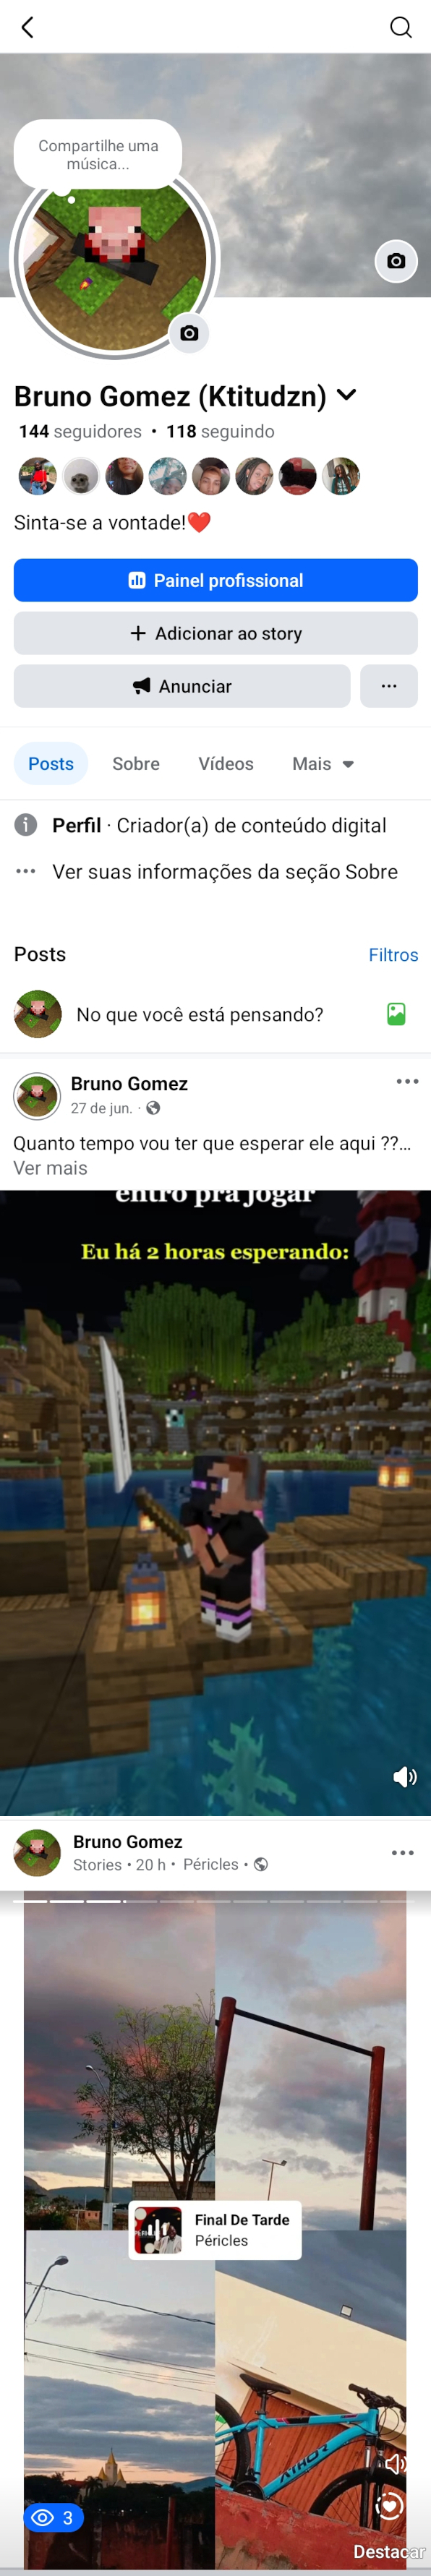 Compartilhe uma
música...
Bruno Gomez (Ktitudzn)
144 seguidores • 118 seguindo
Sinta-se a vontade!❤️
Painel profissional
+ Adicionar ao story
Anunciar
...
Posts Sobre Vídeos Mais
Perfil · Criador(a) de conteúdo digital
... Ver suas informações da seção Sobre
Posts Filtros
No que você está pensando?
Bruno Gomez
27 de jun. ·
Quanto tempo vou ter que esperar ele aqui ??...
Ver mais
entro pra jogar
Eu há 2 horas esperando:
Bruno Gomez
Stories • 20 h • Péricles •
Final De Tarde
Péricles
ATHOR
3
Destacar